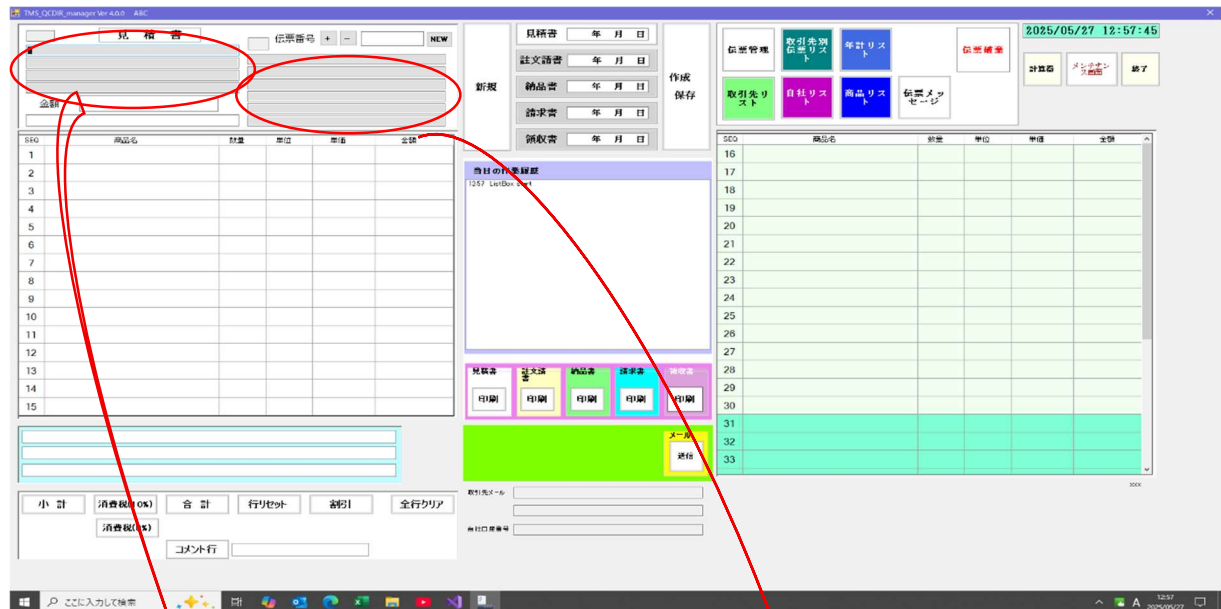 TMS_QCDIR_manager Ver 4.0.0 ABC
見 積 書
伝票番号 + − NEW
金額
SEQ 商品名 数量 単位 単価 金額
1
2
3
4
5
6
7
8
9
10
11
12
13
14
15
小 計 消費税(10%) 合 計 行リセット 割引 全行クリア
消費税(8%)
コメント行
新規
見積書 年 月 日
註文請書 年 月 日
納品書 年 月 日
請求書 年 月 日
領収書 年 月 日
作成
保存
当日の作業履歴
1257 ListBox start
見積書 註文請書 納品書 請求書 領収書
印刷 印刷 印刷 印刷 印刷
メール
送信
取引先メール
自社口座番号
伝票管理 取引先別伝票リスト 年計リスト 伝票破棄
取引先リスト 自社リスト 商品リスト 伝票メッセージ
2025/05/27 12:57:45
計算器 メンテナンス画面 終了
SEQ 商品名 数量 単位 単価 金額
16
17
18
19
20
21
22
23
24
25
26
27
28
29
30
31
32
33
xxx
ここに入力して検索
A 12:57
2025/05/27